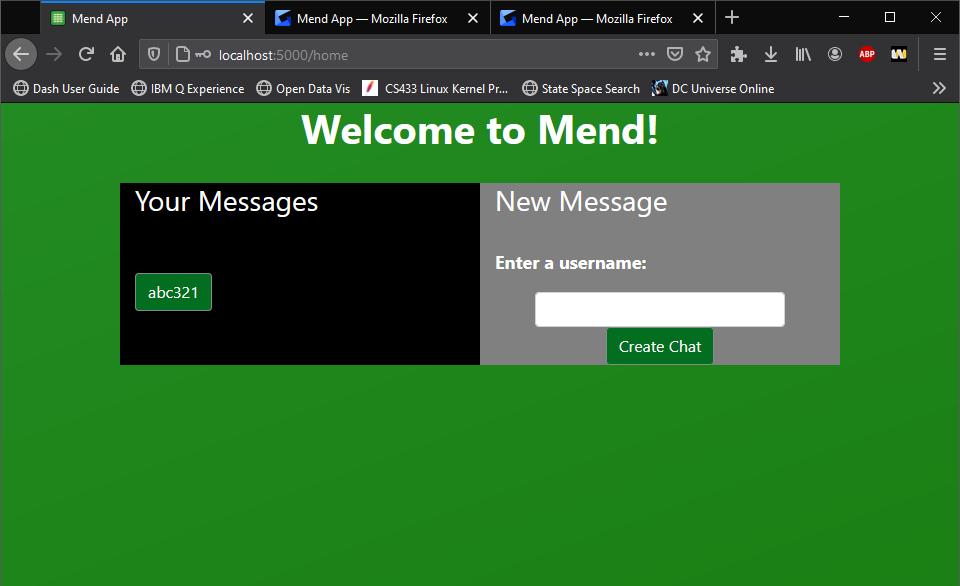 Mend App
Mend App — Mozilla Firefox
Mend App — Mozilla Firefox
localhost:5000/home
ABP
Dash User Guide
IBM Q Experience
Open Data Vis
CS433 Linux Kernel Pr...
State Space Search
DC Universe Online
Welcome to Mend!
Your Messages
abc321
New Message
Enter a username:
Create Chat